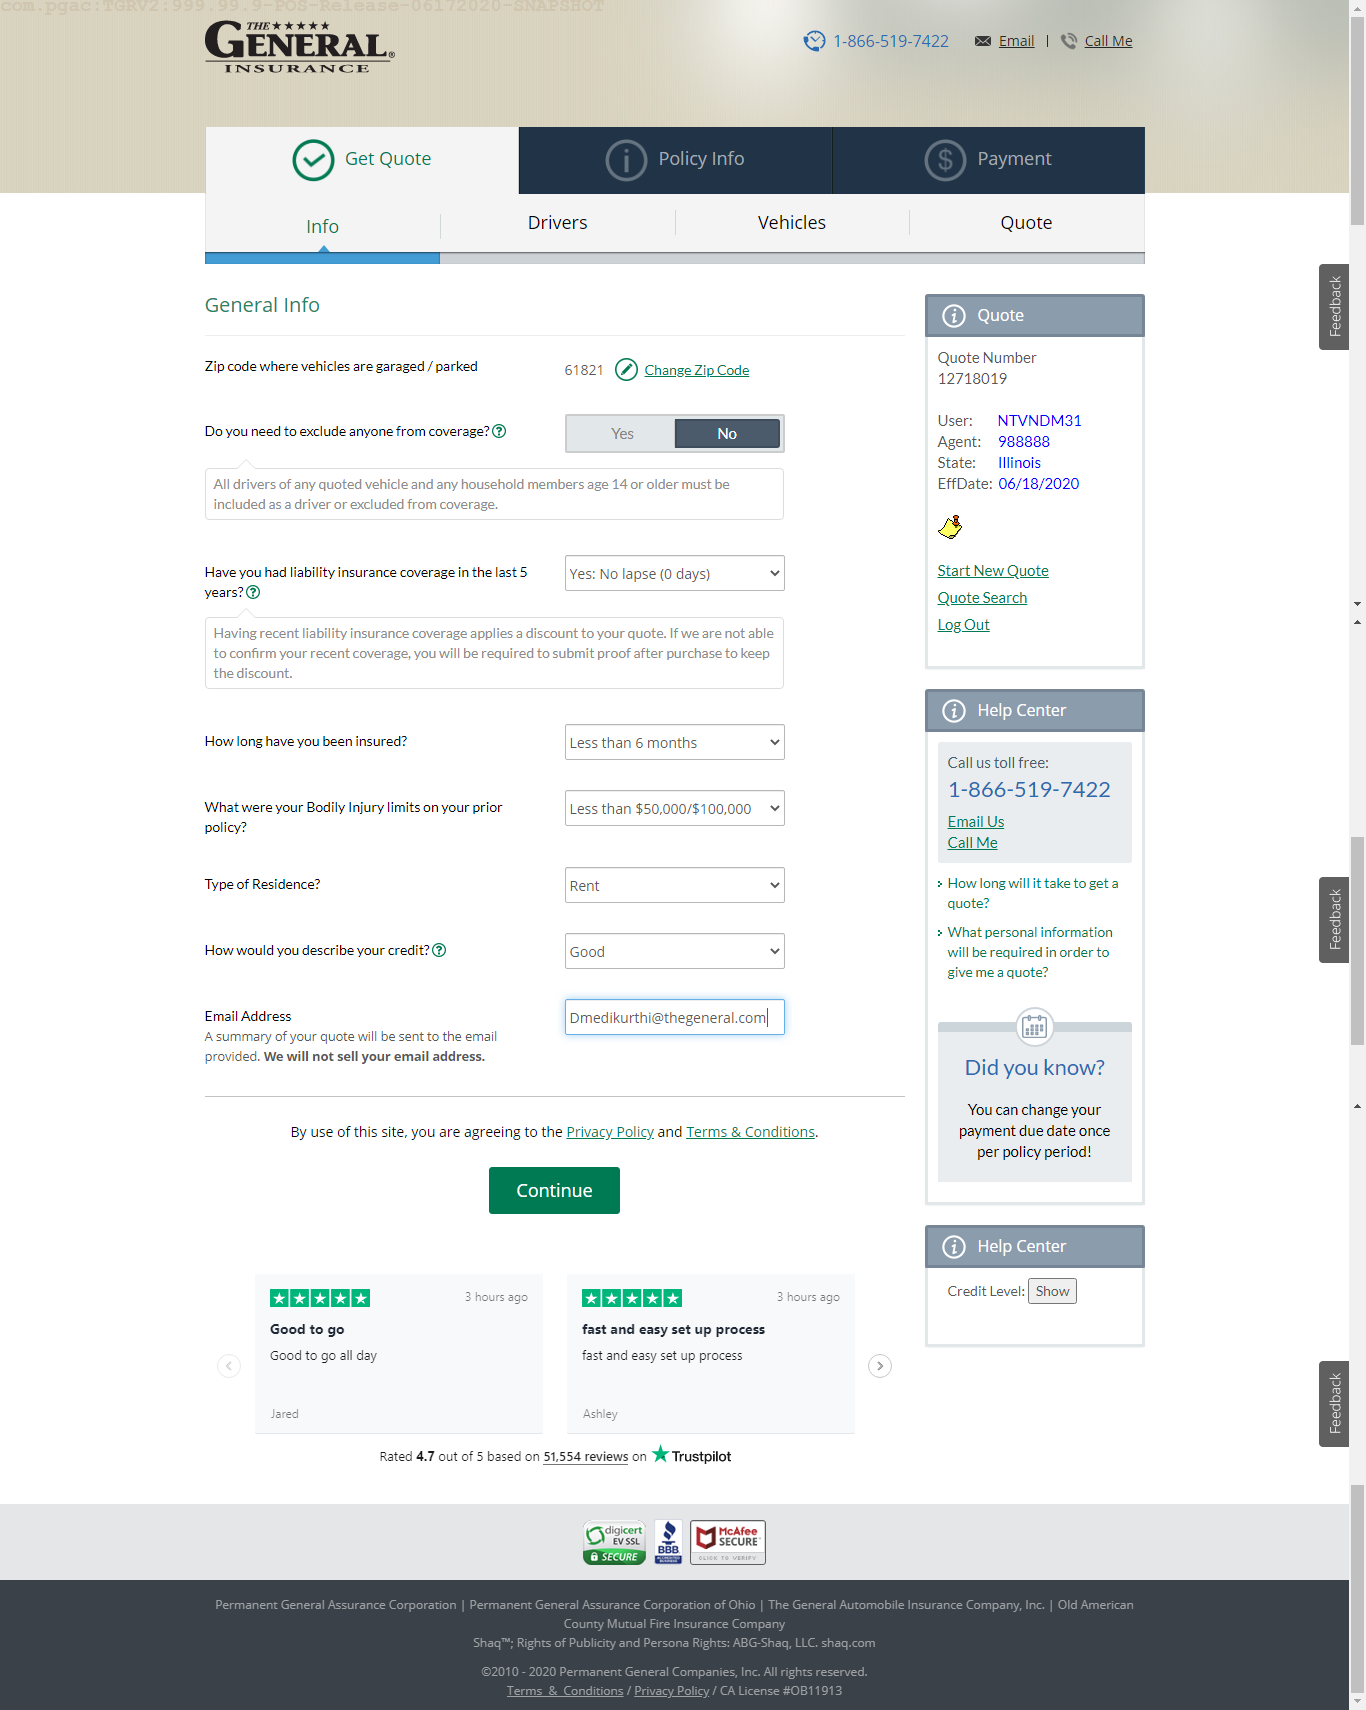 com.pgac:TGRV2:999.99.9-POS-Release-06172020-SNAPSHOT
THE ★★★★★
GENERAL®
INSURANCE
1-866-519-7422 Email | Call Me
Get Quote Policy Info Payment
Info Drivers Vehicles Quote
General Info
Zip code where vehicles are garaged / parked 61821 Change Zip Code
Do you need to exclude anyone from coverage? Yes No
All drivers of any quoted vehicle and any household members age 14 or older must be
included as a driver or excluded from coverage.
Have you had liability insurance coverage in the last 5
years?
Yes: No lapse (0 days)
Having recent liability insurance coverage applies a discount to your quote. If we are not able
to confirm your recent coverage, you will be required to submit proof after purchase to keep
the discount.
How long have you been insured? Less than 6 months
What were your Bodily Injury limits on your prior
policy?
Less than $50,000/$100,000
Type of Residence? Rent
How would you describe your credit? Good
Email Address
Dmedikurthi@thegeneral.com
A summary of your quote will be sent to the email
provided. We will not sell your email address.
By use of this site, you are agreeing to the Privacy Policy and Terms & Conditions.
Continue
3 hours ago
Good to go
Good to go all day
Jared
3 hours ago
fast and easy set up process
fast and easy set up process
Ashley
Rated 4.7 out of 5 based on 51,554 reviews on Trustpilot
Quote
Quote Number
12718019
User: NTVNDM31
Agent: 988888
State: Illinois
EffDate: 06/18/2020
Start New Quote
Quote Search
Log Out
Help Center
Call us toll free:
1-866-519-7422
Email Us
Call Me
How long will it take to get a
quote?
What personal information
will be required in order to
give me a quote?
Did you know?
You can change your
payment due date once
per policy period!
Help Center
Credit Level: Show
Feedback
Feedback
Feedback
digicert
EV SSL
SECURE
BBB
ACCREDITED
BUSINESS
McAfee
SECURE
CLICK TO VERIFY
Permanent General Assurance Corporation | Permanent General Assurance Corporation of Ohio | The General Automobile Insurance Company, Inc. | Old American
County Mutual Fire Insurance Company
Shaq™; Rights of Publicity and Persona Rights: ABG-Shaq, LLC. shaq.com
©2010 - 2020 Permanent General Companies, Inc. All rights reserved.
Terms & Conditions / Privacy Policy / CA License #OB11913